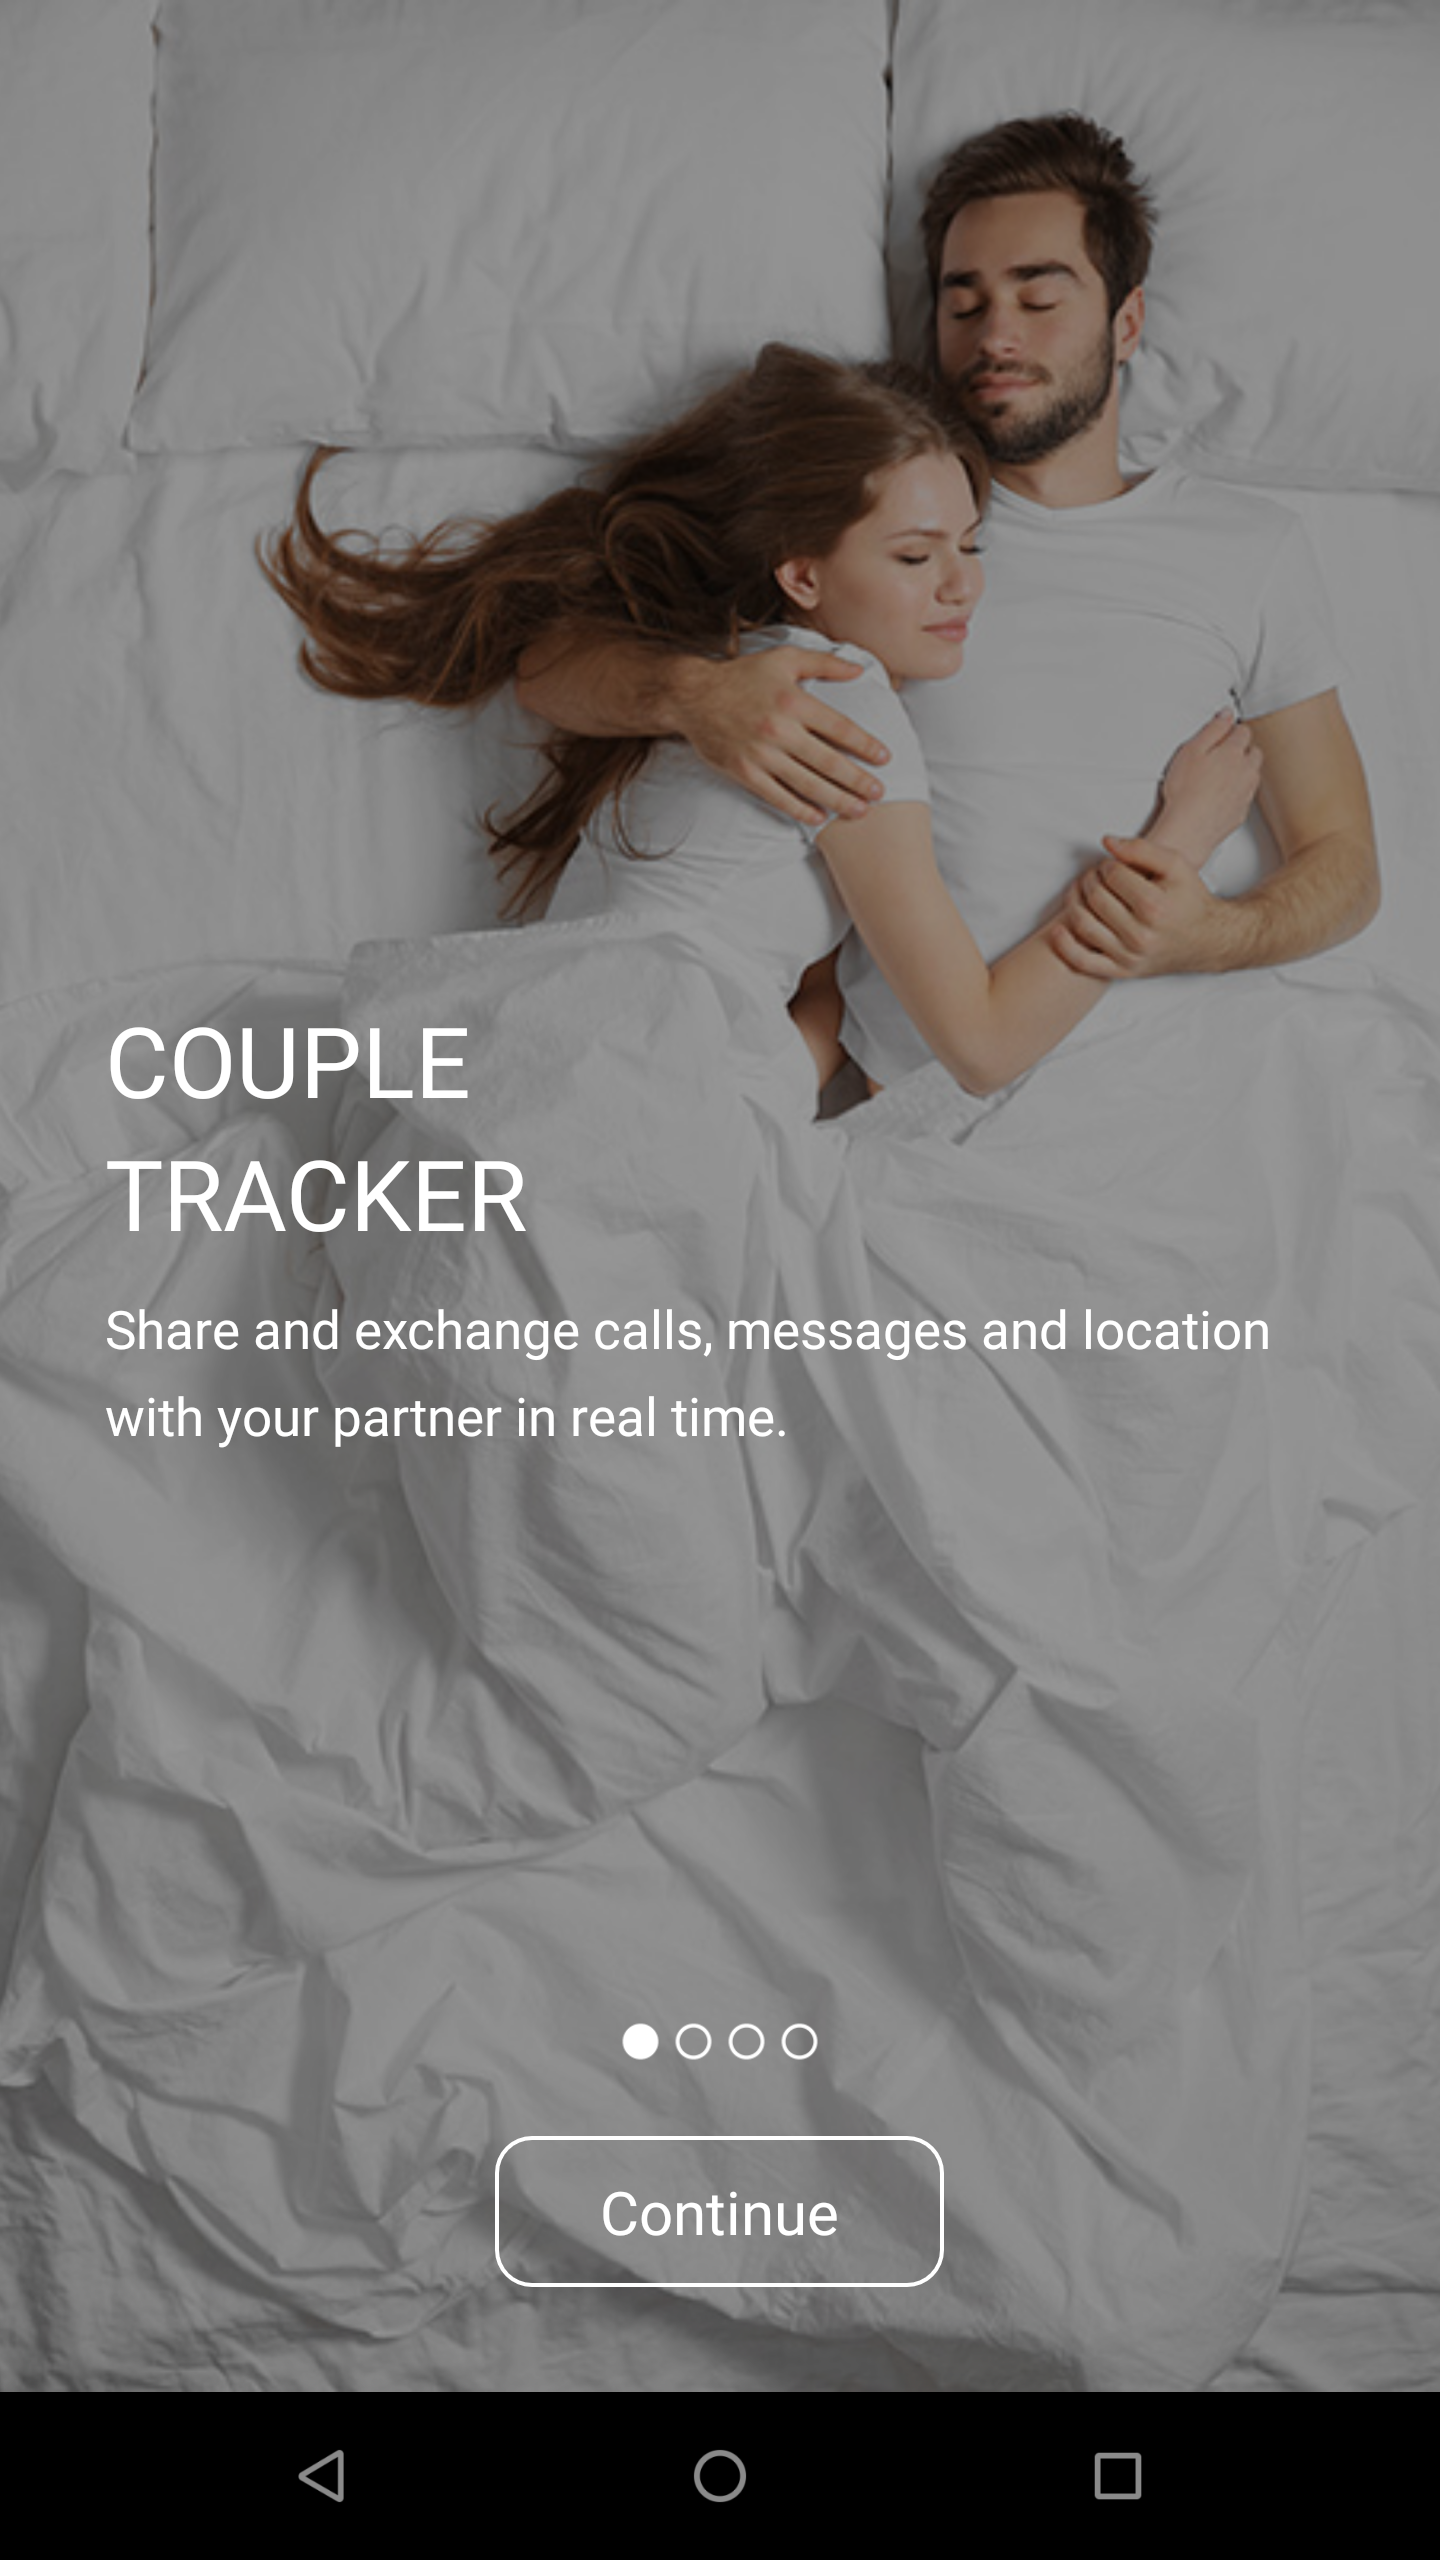 COUPLE
TRACKER
Share and exchange calls, messages and location
with your partner in real time.
Continue